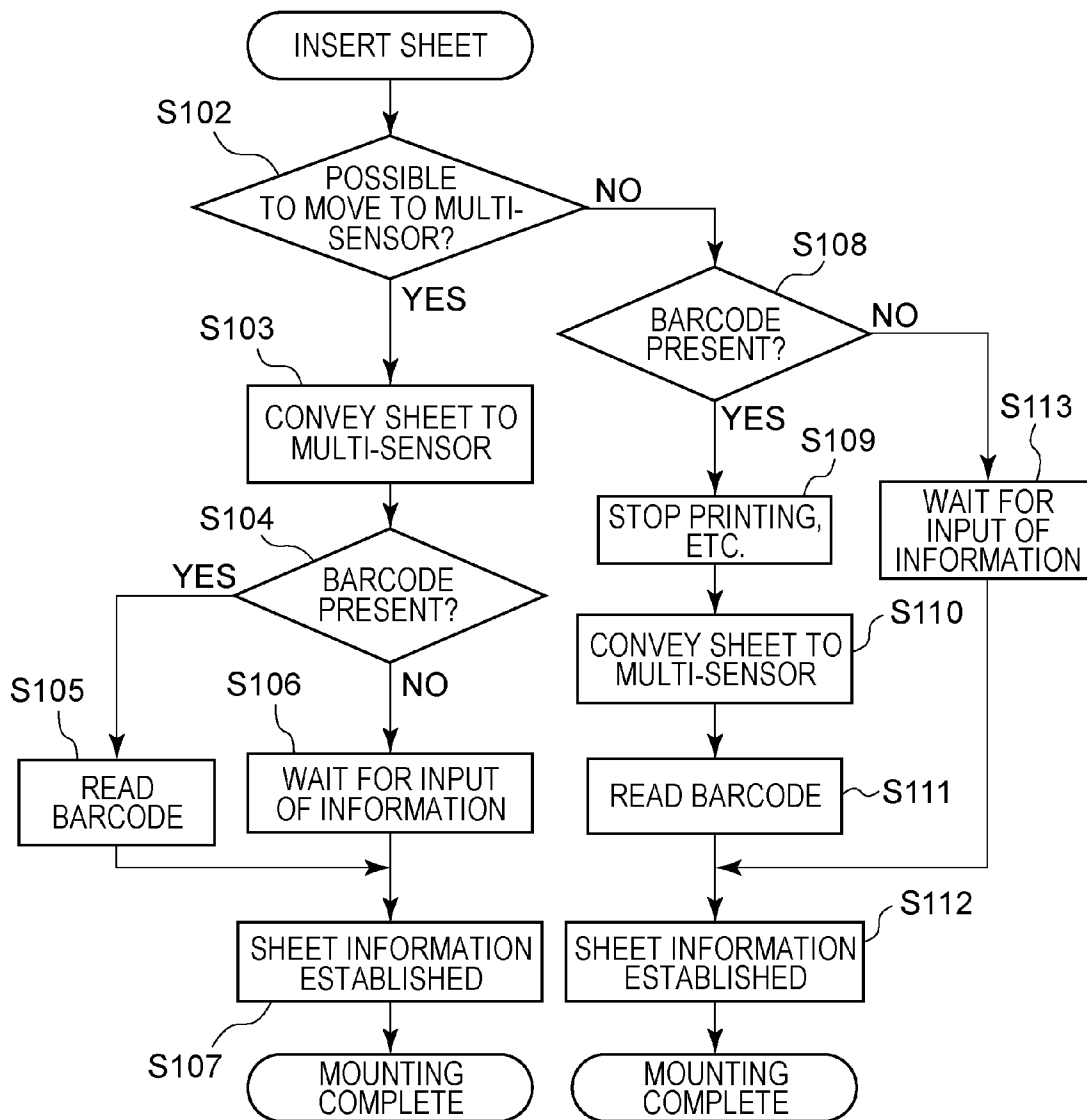 INSERT SHEET
S102
POSSIBLE
TO MOVE TO MULTI-
SENSOR?
NO
YES
S108
BARCODE
PRESENT?
NO
YES
S103
CONVEY SHEET TO
MULTI-SENSOR
S113
WAIT FOR
INPUT OF
INFORMATION
S109
STOP PRINTING,
ETC.
S104
YES
BARCODE
PRESENT?
NO
S110
CONVEY SHEET TO
MULTI-SENSOR
S105
READ
BARCODE
S106
WAIT FOR INPUT
OF INFORMATION
READ BARCODE
S111
S112
SHEET INFORMATION
ESTABLISHED
S107
SHEET INFORMATION
ESTABLISHED
MOUNTING
COMPLETE
MOUNTING
COMPLETE